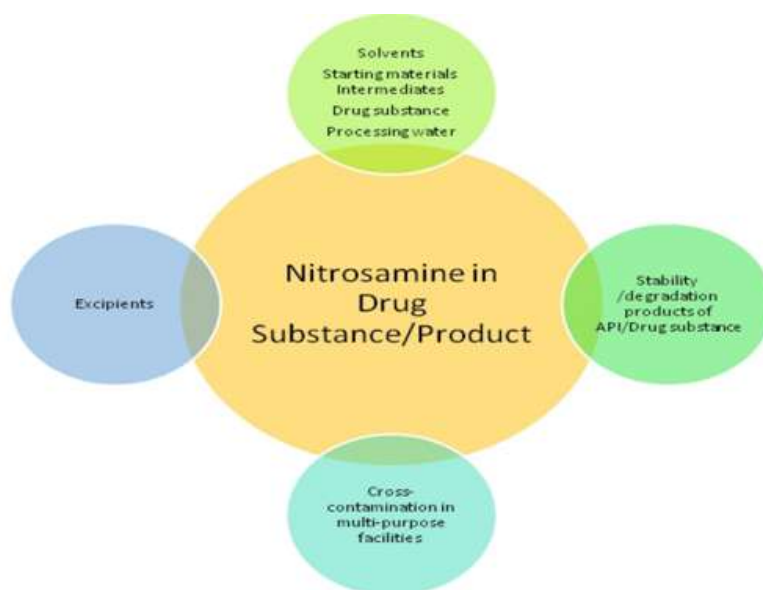 Solvents
Starting materials
Intermediates
Drug substance
Processing water
Excipients
Nitrosamine in
Drug
Substance/Product
Stability
/degradation
products of
API/Drug substance
Cross-
contamination in
multi-purpose
facilities